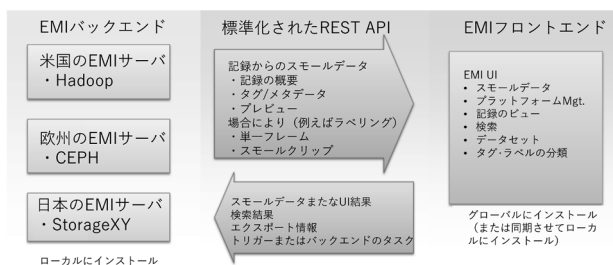 EMIバックエンド
米国のEMIサーバ
・Hadoop
欧州のEMIサーバ
・CEPH
日本のEMIサーバ
・StorageXY
ローカルにインストール
標準化されたREST API
記録からのスモールデータ
・記録の概要
・タグ/メタデータ
・プレビュー
場合により（例えばラベリング）
・単一フレーム
・スモールクリップ
スモールデータまたなUI結果
検索結果
エクスポート情報
トリガーまたはバックエンドのタスク
EMIフロントエンド
EMI UI
• スモールデータ
• プラットフォームMgt.
• 記録のビュー
• 検索
• データセット
• タグ･ラベルの分類
グローバルにインストール
（または同期させてローカ
ルにインストール）